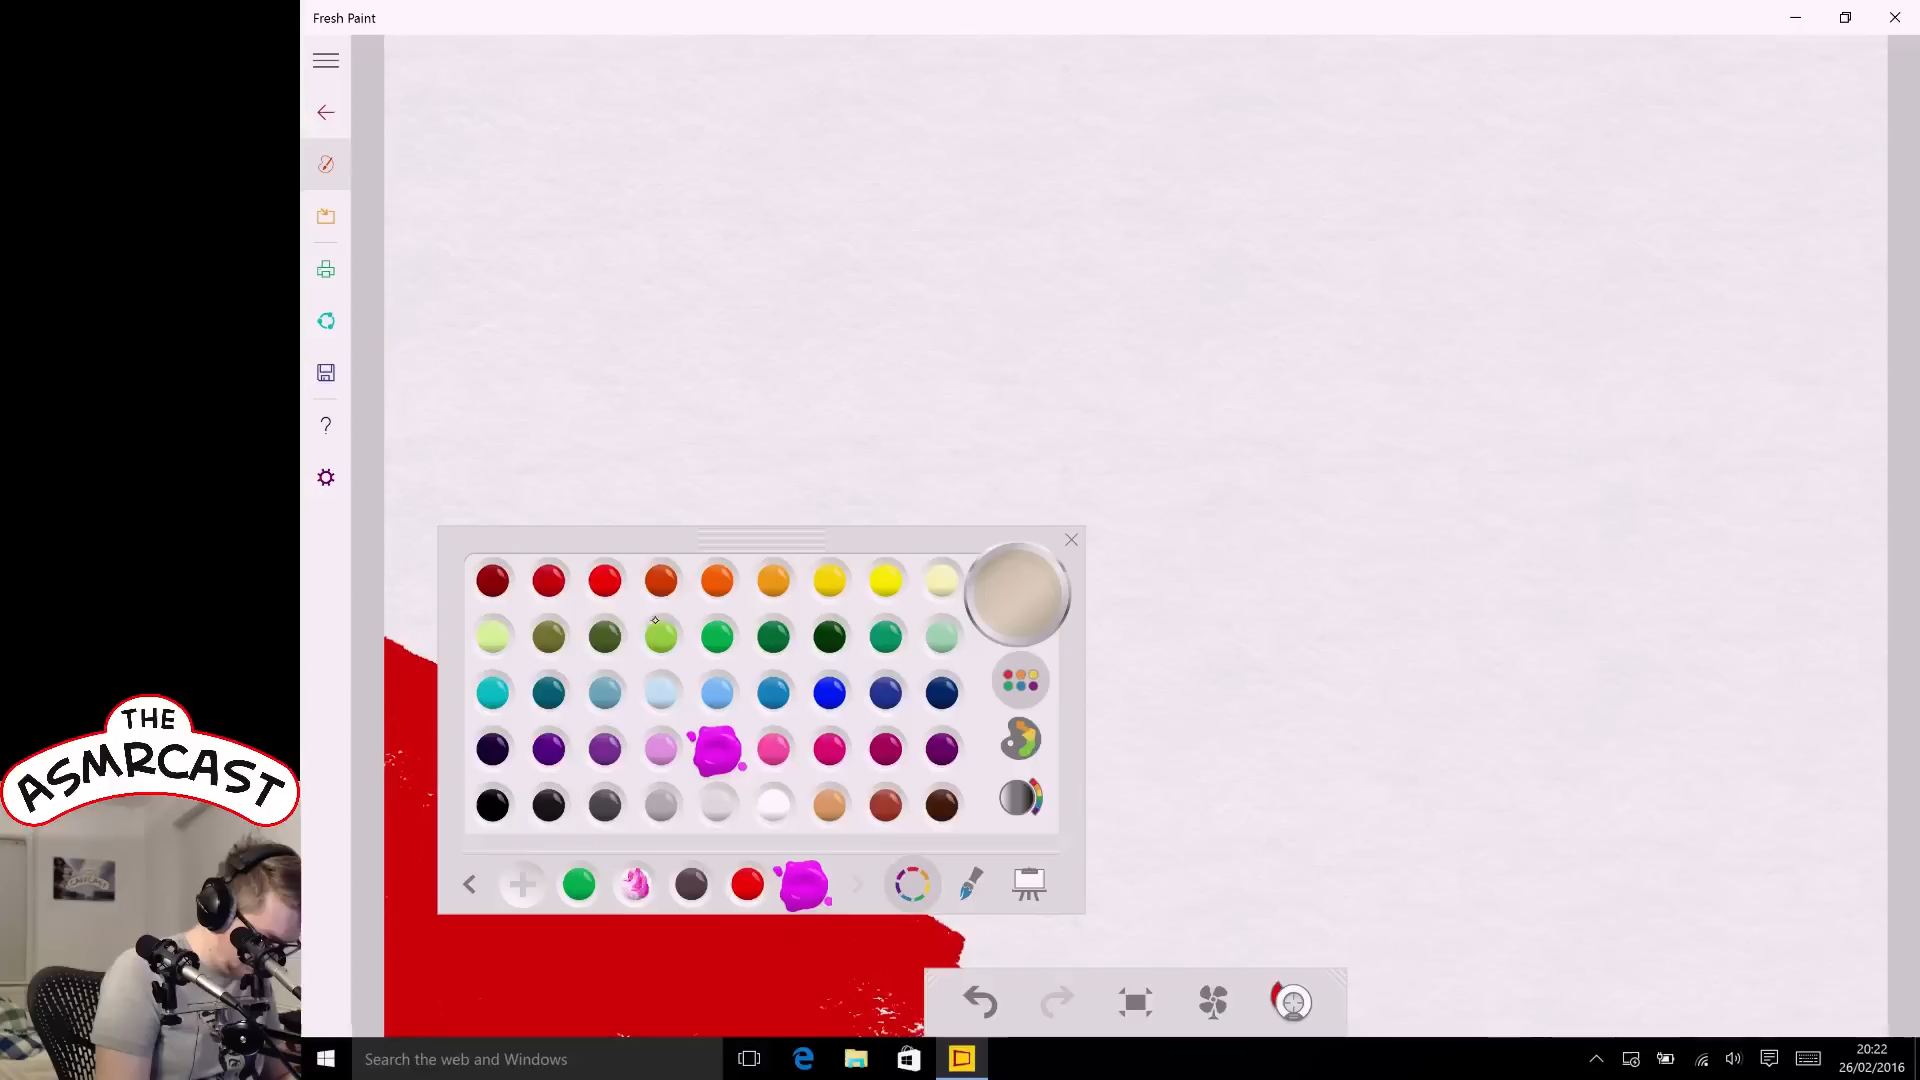 Fresh Paint
THE
ASMRCAST
Search the web and Windows
20:22
26/02/2016